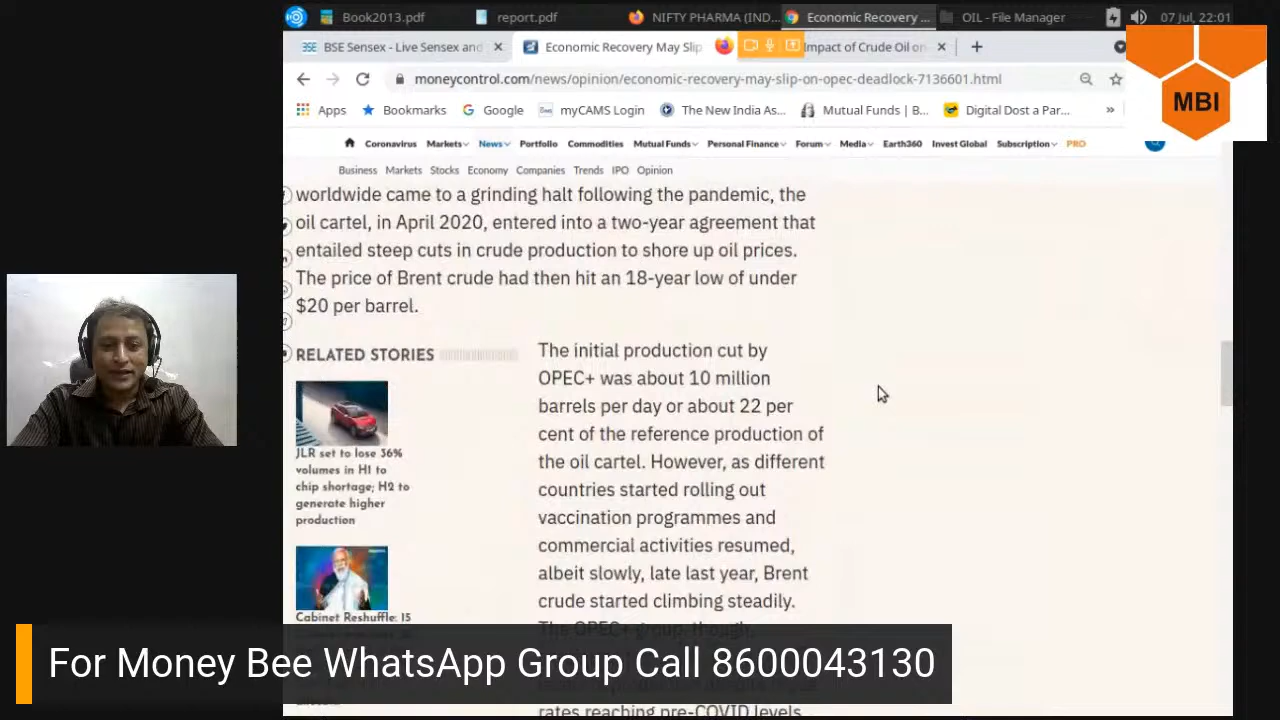 Book2013.pdf
report.pdf
NIFTY PHARMA (IND...
Economic Recovery ...
OIL - File Manager
07 Jul, 22:01
BSE Sensex - Live Sensex and
Economic Recovery May Slip
Impact of Crude Oil on
moneycontrol.com/news/opinion/economic-recovery-may-slip-on-opec-deadlock-7136601.html
MBI
Apps
Bookmarks
Google
myCAMS Login
The New India As...
Mutual Funds | B...
Digital Dost a Par...
»
Coronavirus Markets News Portfolio Commodities Mutual Funds Personal Finance Forum Media Earth360 Invest Global Subscription PRO
Business Markets Stocks Economy Companies Trends IPO Opinion
worldwide came to a grinding halt following the pandemic, the
oil cartel, in April 2020, entered into a two-year agreement that
entailed steep cuts in crude production to shore up oil prices.
The price of Brent crude had then hit an 18-year low of under
$20 per barrel.
RELATED STORIES
JLR set to lose 36%
volumes in H1 to
chip shortage; H2 to
generate higher
production
Cabinet Reshuffle: 15
The initial production cut by
OPEC+ was about 10 million
barrels per day or about 22 per
cent of the reference production of
the oil cartel. However, as different
countries started rolling out
vaccination programmes and
commercial activities resumed,
albeit slowly, late last year, Brent
crude started climbing steadily.
The OPEC+ group, though,
rates reaching pre-COVID levels
For Money Bee WhatsApp Group Call 8600043130